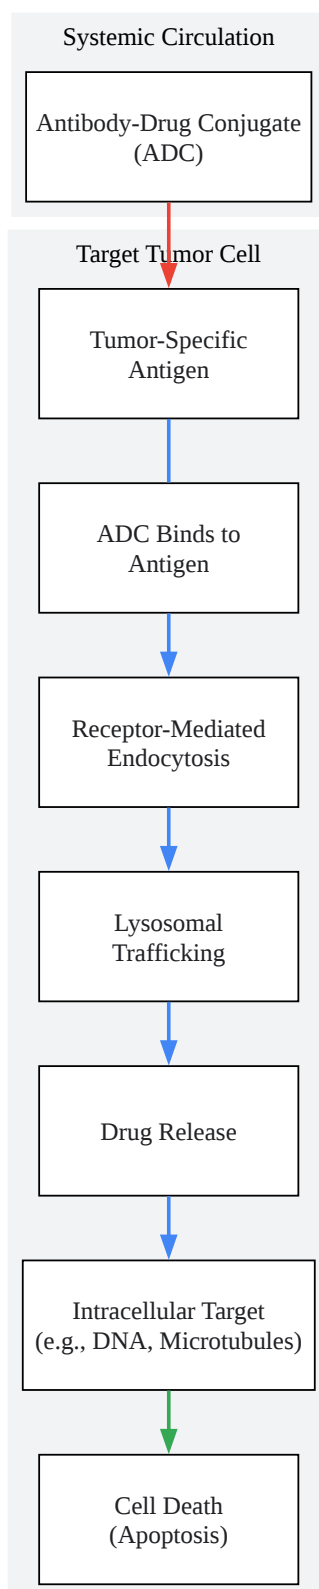 Systemic Circulation
Antibody-Drug Conjugate
(ADC)
Target Tumor Cell
Tumor-Specific
Antigen
ADC Binds to
Antigen
Receptor-Mediated
Endocytosis
Lysosomal
Trafficking
Drug Release
Intracellular Target
(e.g., DNA, Microtubules)
Cell Death
(Apoptosis)